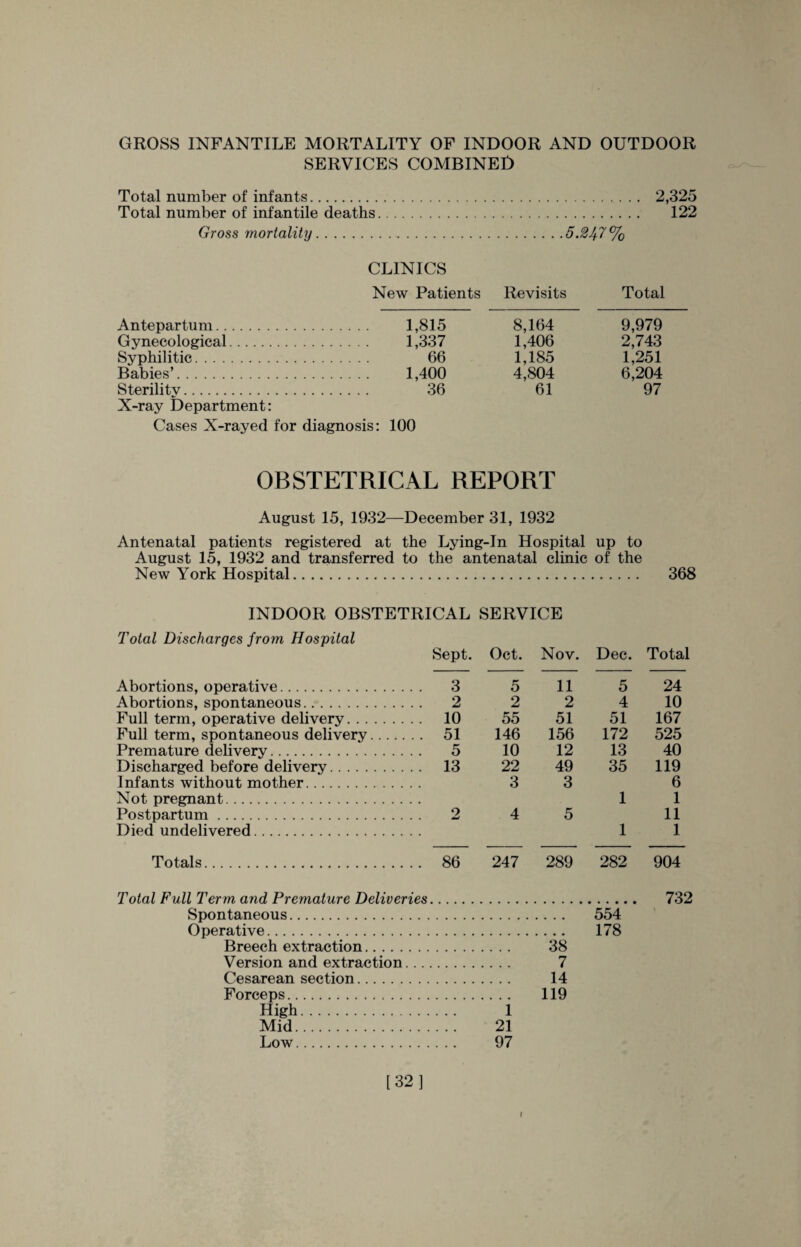 GROSS INFANTILE MORTALITY OF INDOOR AND OUTDOOR
SERVICES COMBINED
Total number of infants........ 2,325
Total number of infantile deaths........ 122
Gross mortality........5.247%
CLINICS
New Patients Revisits Total
Antepartum........ 1,815 8,164 9,979
Gynecological........ 1,337 1,406 2,743
Syphilitic........ 66 1,185 1,251
Babies'........ 1,400 4,804 6,204
Sterility........ 36 61 97
X-ray Department:
Cases X-rayed for diagnosis: 100
OBSTETRICAL REPORT
August 15, 1932—December 31, 1932
Antenatal patients registered at the Lying-In Hospital up to
August 15, 1932 and transferred to the antenatal clinic of the
New York Hospital........ 368
INDOOR OBSTETRICAL SERVICE
Total Discharges from Hospital
Sept. Oct. Nov. Dec. Total
Abortions, operative........ 3 5 11 5 24
Abortions, spontaneous........ 2 2 2 4 10
Full term, operative delivery........ 10 55 51 51 167
Full term, spontaneous delivery....... 51 146 156 172 525
Premature delivery........ 5 10 12 13 40
Discharged before delivery........ 13 22 49 35 119
Infants without mother........ 3 3 6
Not pregnant........ 1 1
Postpartum ........ 2 4 5 11
Died undelivered........ 1 1
Totals........ 86 247 289 282 904
Total Full Term and Premature Deliveries........ 732
Spontaneous........ 554
Operative........ 178
Breech extraction........ 38
Version and extraction........ 7
Cesarean section........ 14
Forceps........ 119
High........ 1
Mid........ 21
Low........ 97
[32]